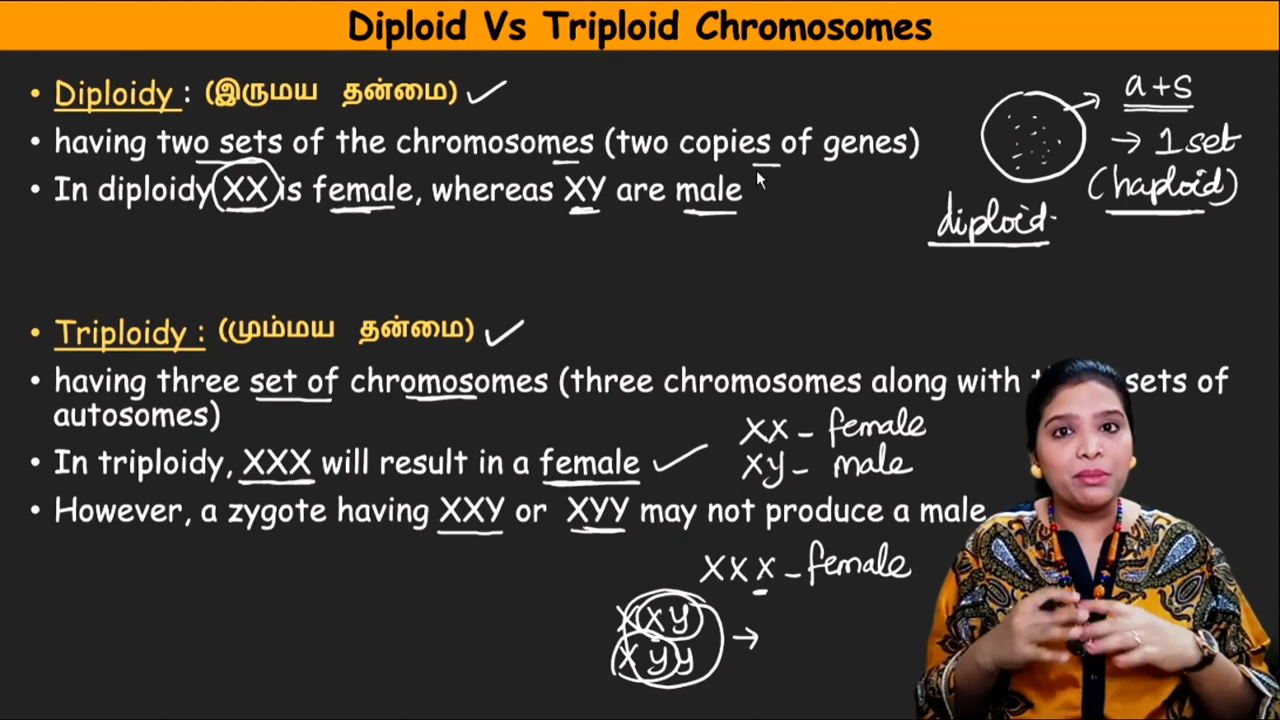 Diploid Vs Triploid Chromosomes
• Diploidy : (இருமய தன்மை) ✓
a + s
• having two sets of the chromosomes (two copies of genes)
→ 1 set
• In diploidy XX is female, whereas XY are male
(haploid)
diploid
• Triploidy : (மும்மய தன்மை) ✓
• having three set of chromosomes (three chromosomes along with sets of
autosomes)
XX - female
• In triploidy, XXX will result in a female ✓
XY - male
• However, a zygote having XXY or XYY may not produce a male
XXX - female
XXY
XYY →